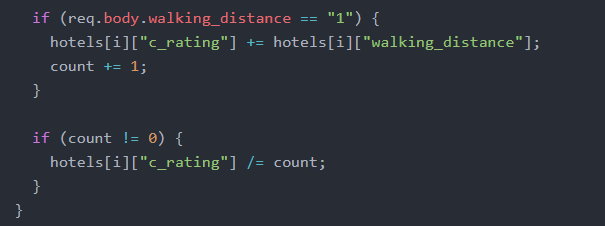 if (req.body.walking_distance == "1") {
hotels[i]["c_rating"] += hotels[i]["walking_distance"];
count += 1;
}
if (count != 0) {
hotels[i]["c_rating"] /= count;
}
}